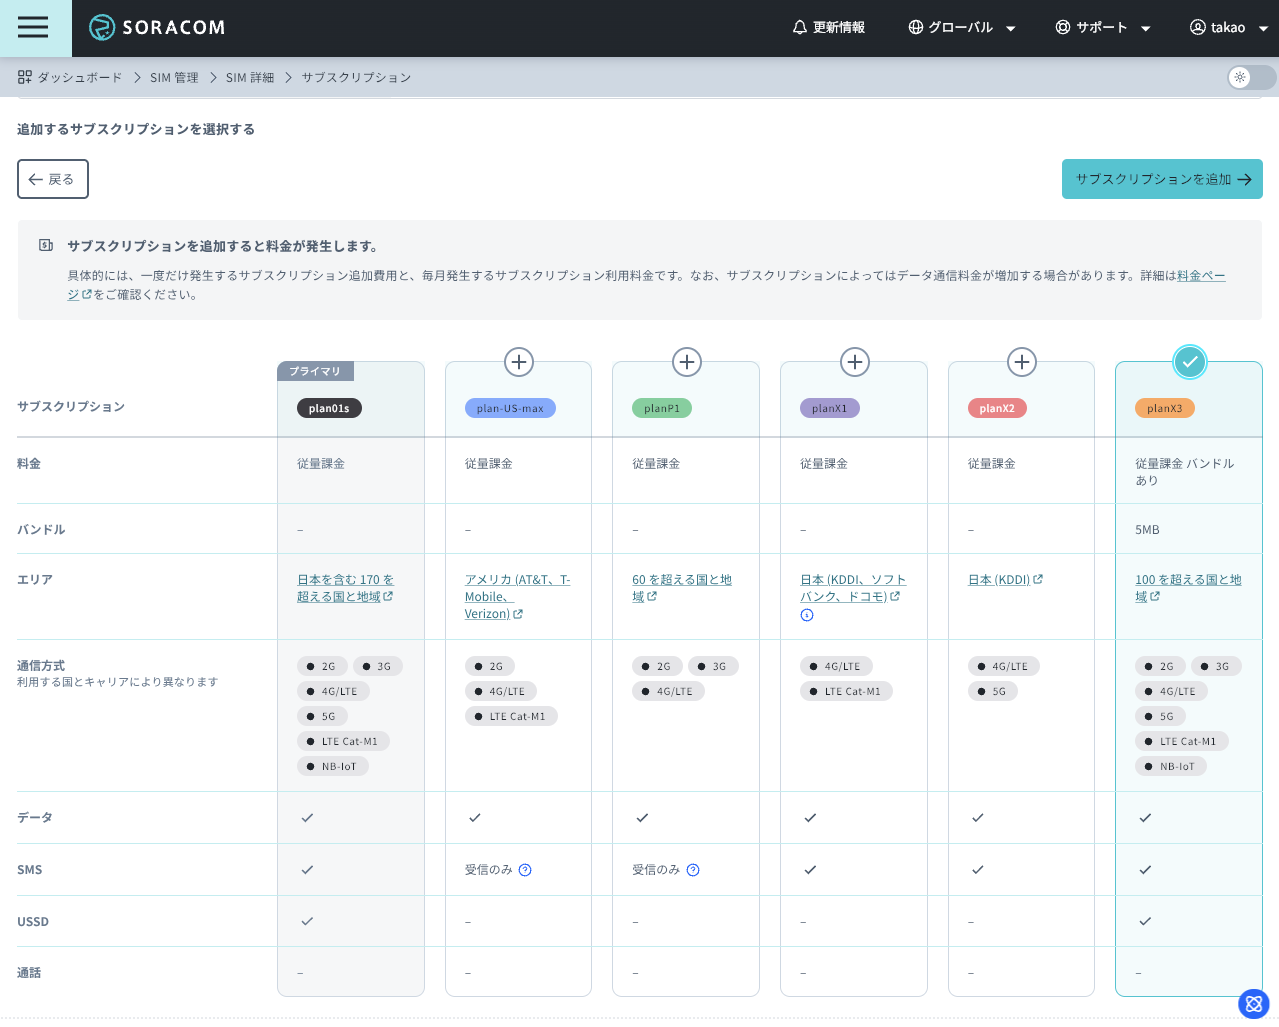 SORACOM
更新情報
グローバル
サポート
takao
ダッシュボード
SIM 管理
SIM 詳細
サブスクリプション
追加するサブスクリプションを選択する
戻る
サブスクリプションを追加
サブスクリプションを追加すると料金が発生します。
具体的には、一度だけ発生するサブスクリプション追加費用と、毎月発生するサブスクリプション利用料金です。なお、サブスクリプションによってはデータ通信料金が増加する場合があります。詳細は料金ペー
ジをご確認ください。
プライマリ
サブスクリプション
plan01s
plan-US-max
planP1
planX1
planX2
planX3
料金
従量課金
従量課金
従量課金
従量課金
従量課金
従量課金 バンドル
あり
バンドル
–
–
–
–
–
5MB
エリア
日本を含む 170 を
超える国と地域
アメリカ (AT&T、T-
Mobile、
Verizon)
60 を超える国と地
域
日本 (KDDI、ソフト
バンク、ドコモ)
日本 (KDDI)
100 を超える国と地
域
通信方式
利用する国とキャリアにより異なります
2G
3G
4G/LTE
5G
LTE Cat-M1
NB-IoT
2G
4G/LTE
LTE Cat-M1
2G
3G
4G/LTE
4G/LTE
LTE Cat-M1
4G/LTE
5G
2G
3G
4G/LTE
5G
LTE Cat-M1
NB-IoT
データ
SMS
受信のみ
受信のみ
USSD
–
–
–
–
通話
–
–
–
–
–
–